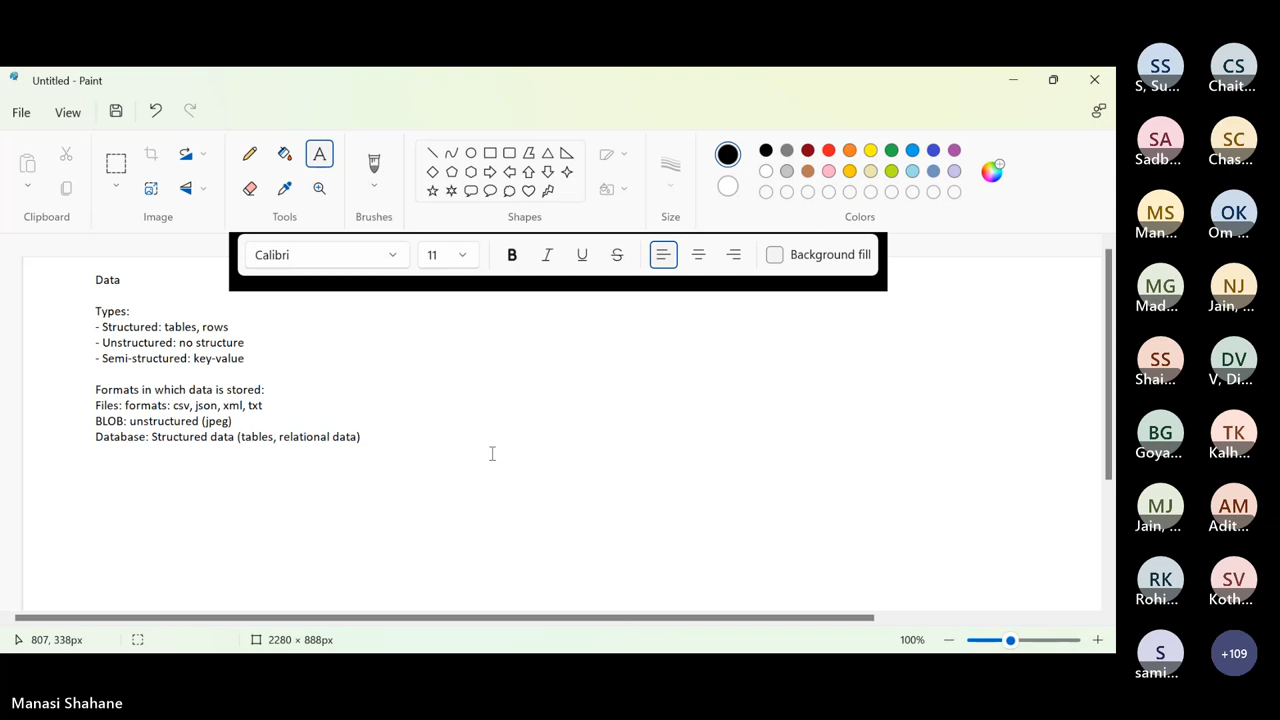 Untitled - Paint
File
View
Clipboard
Image
Tools
Brushes
Shapes
Size
Colors
Calibri
11
B
I
U
S
Background fill
Data
Types:
- Structured: tables, rows
- Unstructured: no structure
- Semi-structured: key-value
Formats in which data is stored:
Files: formats: csv, json, xml, txt
BLOB: unstructured (jpeg)
Database: Structured data (tables, relational data)
807, 338px
2280 × 888px
100%
SS
S, Su...
CS
Chait...
SA
Sadb...
SC
Chas...
MS
Man...
OK
Om ...
MG
Mad...
NJ
Jain, ...
SS
Shai...
DV
V, Di...
BG
Goya...
TK
Kalh...
MJ
Jain, ...
AM
Adit...
RK
Rohi...
SV
Koth...
S
sami...
+109
Manasi Shahane